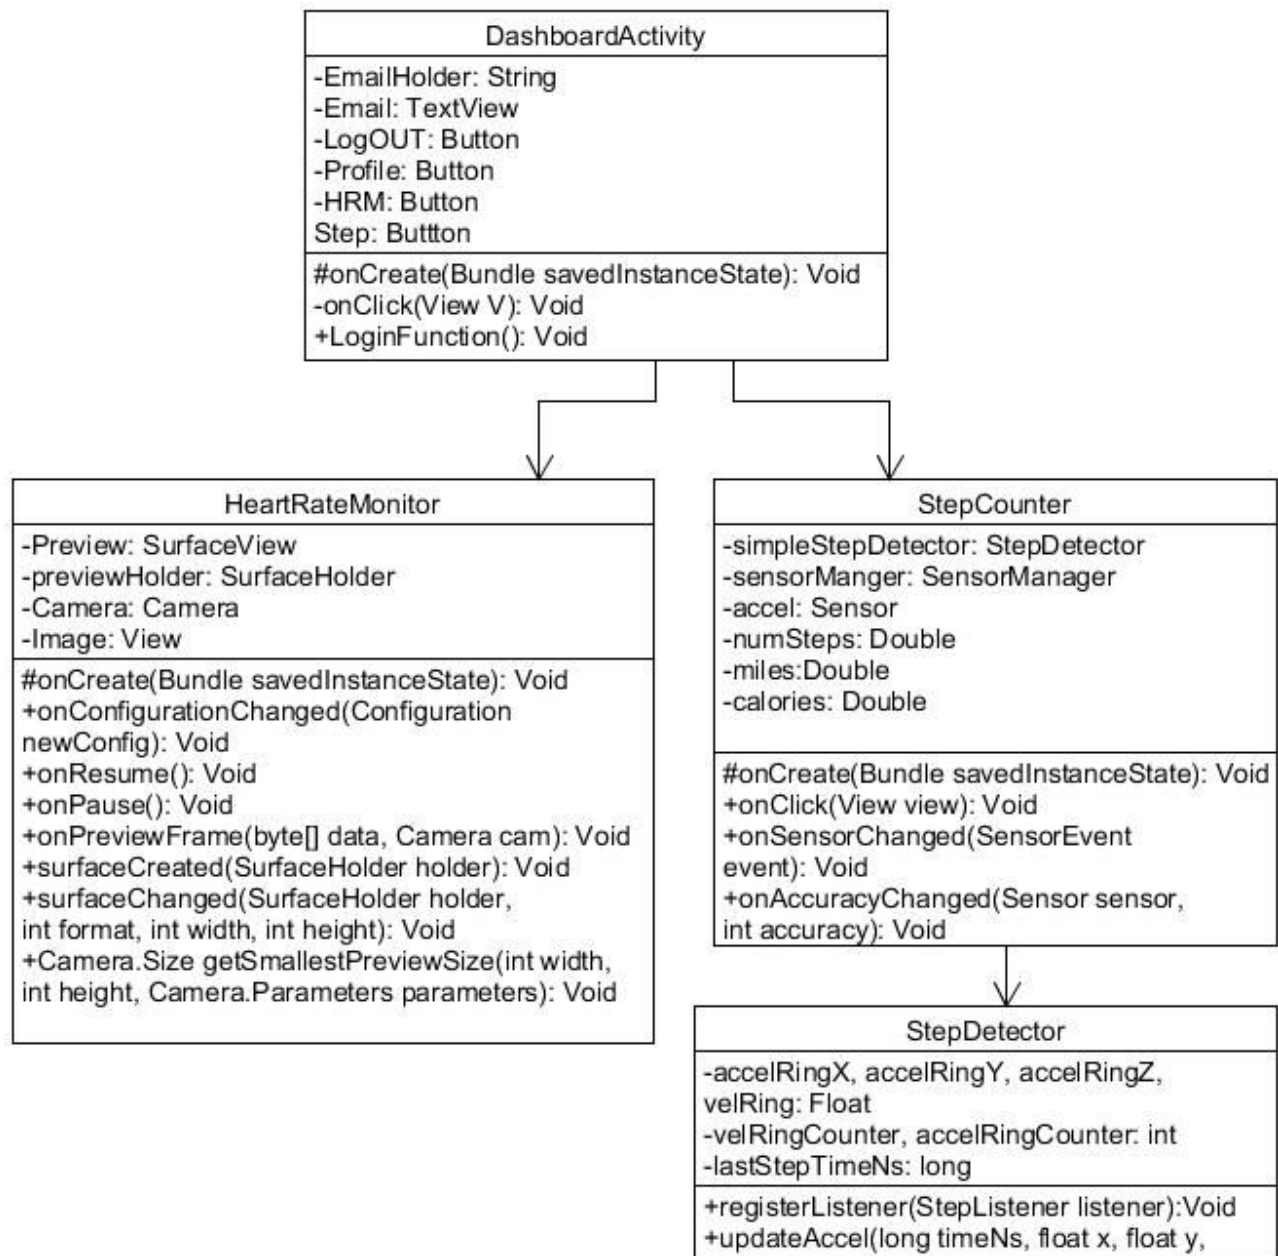 DashboardActivity
-EmailHolder: String
-Email: TextView
-LogOUT: Button
-Profile: Button
-HRM: Button
Step: Buttton
#onCreate(Bundle savedInstanceState): Void
-onClick(View V): Void
+LoginFunction(): Void
HeartRateMonitor
-Preview: SurfaceView
-previewHolder: SurfaceHolder
-Camera: Camera
-Image: View
#onCreate(Bundle savedInstanceState): Void
+onConfigurationChanged(Configuration
newConfig): Void
+onResume(): Void
+onPause(): Void
+onPreviewFrame(byte[] data, Camera cam): Void
+surfaceCreated(SurfaceHolder holder): Void
+surfaceChanged(SurfaceHolder holder,
int format, int width, int height): Void
+Camera.Size getSmallestPreviewSize(int width,
int height, Camera.Parameters parameters): Void
StepCounter
-simpleStepDetector: StepDetector
-sensorManger: SensorManager
-accel: Sensor
-numSteps: Double
-miles:Double
-calories: Double
#onCreate(Bundle savedInstanceState): Void
+onClick(View view): Void
+onSensorChanged(SensorEvent
event): Void
+onAccuracyChanged(Sensor sensor,
int accuracy): Void
StepDetector
-accelRingX, accelRingY, accelRingZ,
velRing: Float
-velRingCounter, accelRingCounter: int
-lastStepTimeNs: long
+registerListener(StepListener listener):Void
+updateAccel(long timeNs, float x, float y,